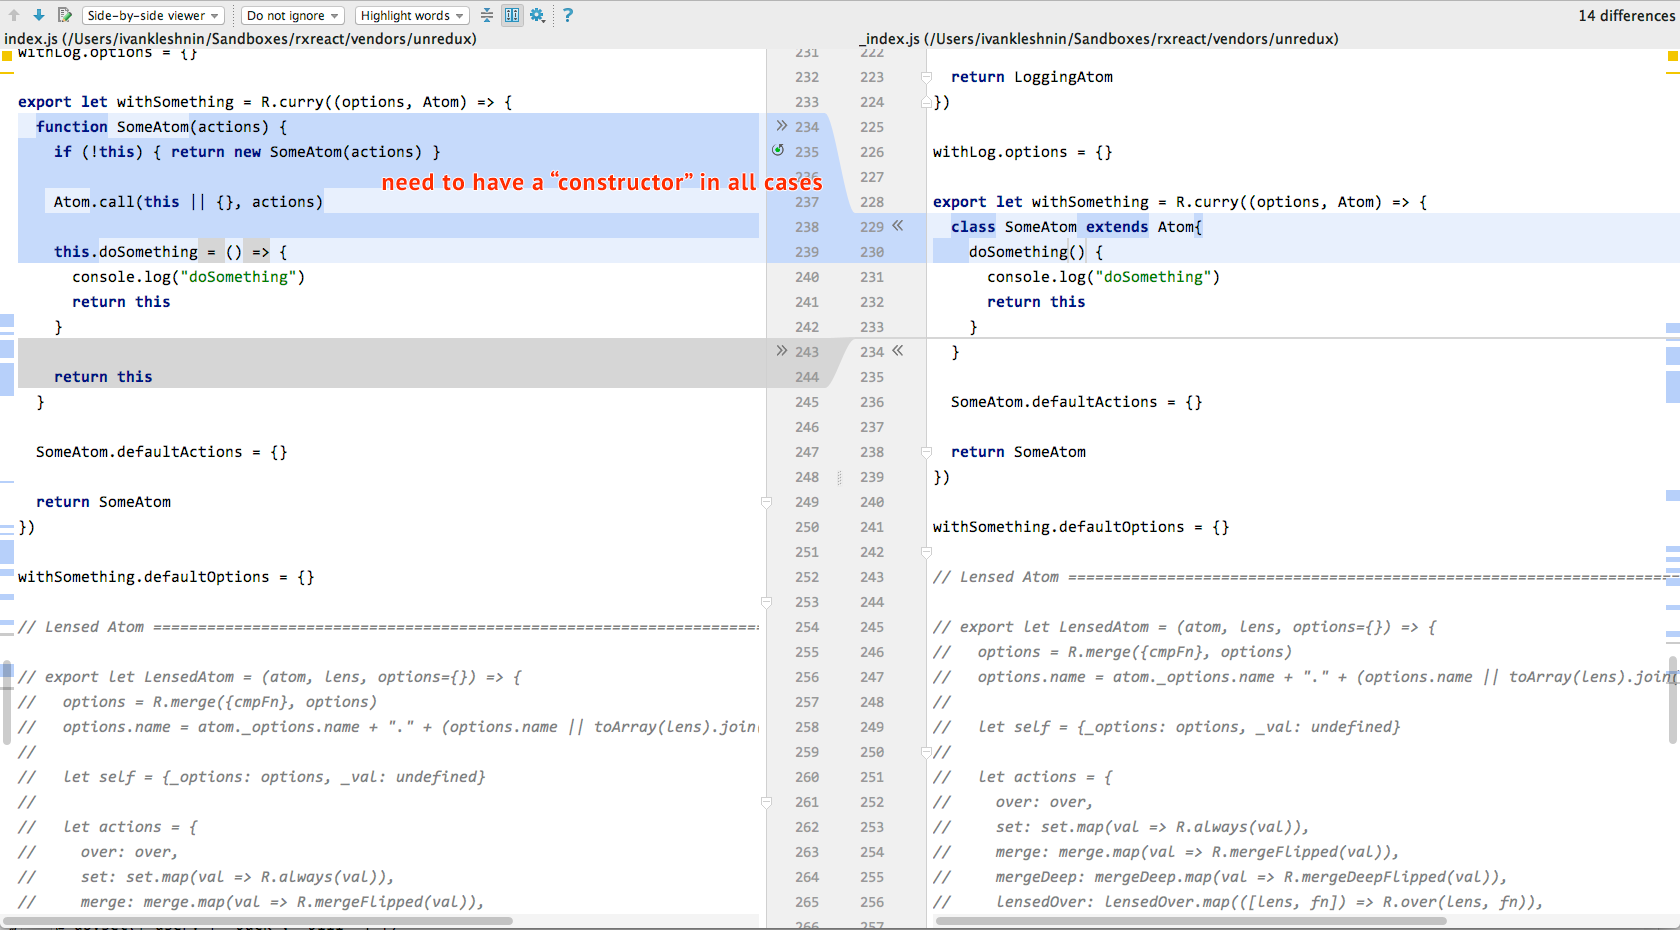 Side-by-side viewer Do not ignore Highlight words ? 14 differences
index.js (/Users/ivankleshnin/Sandboxes/rxreact/vendors/unredux)
withLog.options = {}
export let withSomething = R.curry((options, Atom) => {
function SomeAtom(actions) {
if (!this) { return new SomeAtom(actions) }
need to have a “constructor” in all cases
Atom.call(this || {}, actions)
this.doSomething = () => {
console.log("doSomething")
return this
}
return this
}
SomeAtom.defaultActions = {}
return SomeAtom
})
withSomething.defaultOptions = {}
// Lensed Atom ====================================================================
// export let LensedAtom = (atom, lens, options={}) => {
//   options = R.merge({cmpFn}, options)
//   options.name = atom._options.name + "." + (options.name || toArray(lens).join(
//
//   let self = {_options: options, _val: undefined}
//
//   let actions = {
//     over: over,
//     set: set.map(val => R.always(val)),
//     merge: merge.map(val => R.mergeFlipped(val)),
231
232
233
234
235
236
237
238
239
240
241
242
243
244
245
246
247
248
249
250
251
252
253
254
255
256
257
258
259
260
261
262
263
264
265
266
222
223
224
225
226
227
228
229
230
231
232
233
234
235
236
237
238
239
240
241
242
243
244
245
246
247
248
249
250
251
252
253
254
255
256
257
_index.js (/Users/ivankleshnin/Sandboxes/rxreact/vendors/unredux)
return LoggingAtom
})
withLog.options = {}
export let withSomething = R.curry((options, Atom) => {
class SomeAtom extends Atom{
doSomething() {
console.log("doSomething")
return this
}
}
SomeAtom.defaultActions = {}
return SomeAtom
})
withSomething.defaultOptions = {}
// Lensed Atom ====================================================================
// export let LensedAtom = (atom, lens, options={}) => {
//   options = R.merge({cmpFn}, options)
//   options.name = atom._options.name + "." + (options.name || toArray(lens).join(
//
//   let self = {_options: options, _val: undefined}
//
//   let actions = {
//     over: over,
//     set: set.map(val => R.always(val)),
//     merge: merge.map(val => R.mergeFlipped(val)),
//     mergeDeep: mergeDeep.map(val => R.mergeDeepFlipped(val)),
//     lensedOver: lensedOver.map(([lens, fn]) => R.over(lens, fn)),